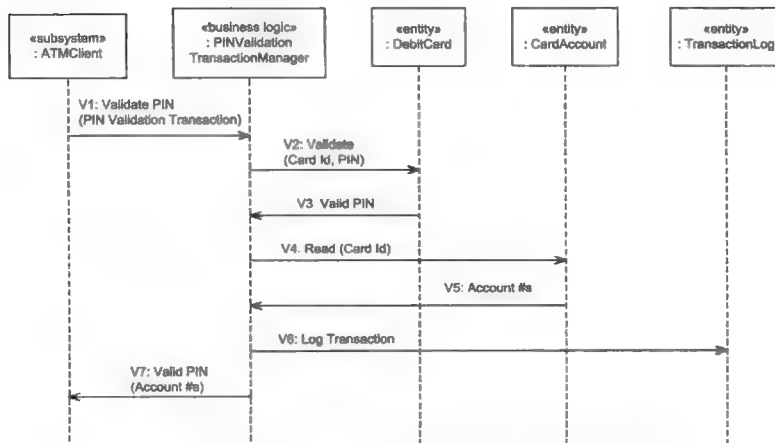 «subsystem»
: ATMClient
«business logic»
: PINValidation
TransactionManager
«entity»
: DebitCard
«entity»
: CardAccount
«entity»
: TransactionLog
V1: Validate PIN
(PIN Validation Transaction)
V2: Validate
(Card Id, PIN)
V3 Valid PIN
V4. Read (Card Id)
V5: Account #s
V6: Log Transaction
V7: Valid PIN
(Account #s)